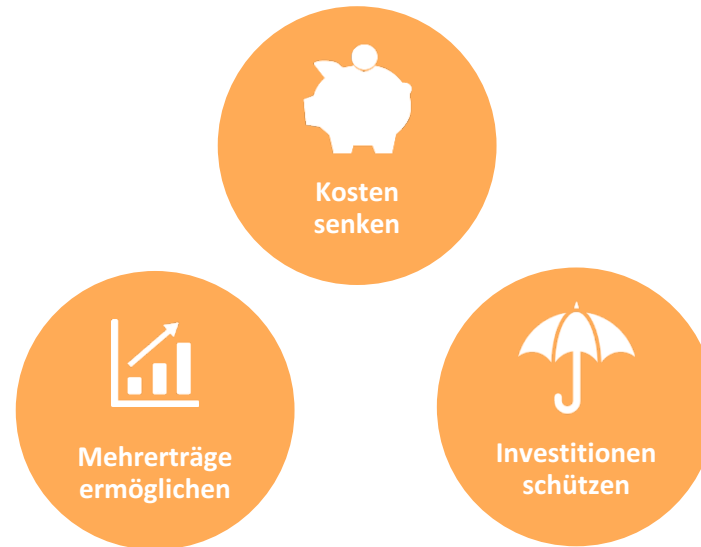 Kosten
senken
Mehrerträge
ermöglichen
Investitionen
schützen